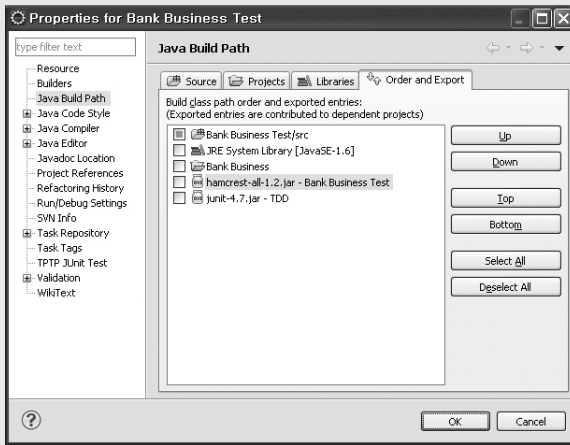 Properties for Bank Business Test
type filter text
Resource
Builders
Java Build Path
Java Code Style
Java Compiler
Java Editor
Javadoc Location
Project References
Refactoring History
Run/Debug Settings
SVN Info
Task Repository
Task Tags
TPTP JUnit Test
Validation
WikiText
Java Build Path
Source
Projects
Libraries
Order and Export
Build class path order and exported entries:
(Exported entries are contributed to dependent projects)
Bank Business Test/src
JRE System Library [JavaSE-1.6]
Bank Business
hamcrest-all-1.2.jar - Bank Business Test
junit-4.7.jar - TDD
Up
Down
Top
Bottom
Select All
Deselect All
OK
Cancel